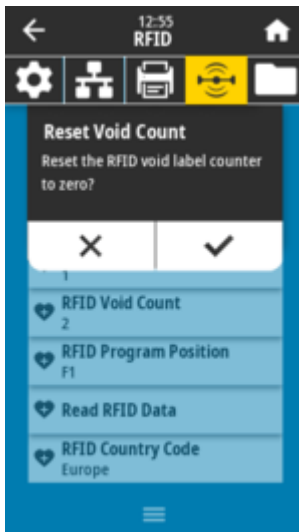 12:55
RFID
Reset Void Count
Reset the RFID void label counter
to zero?
1
RFID Void Count
2
RFID Program Position
F1
Read RFID Data
RFID Country Code
Europe